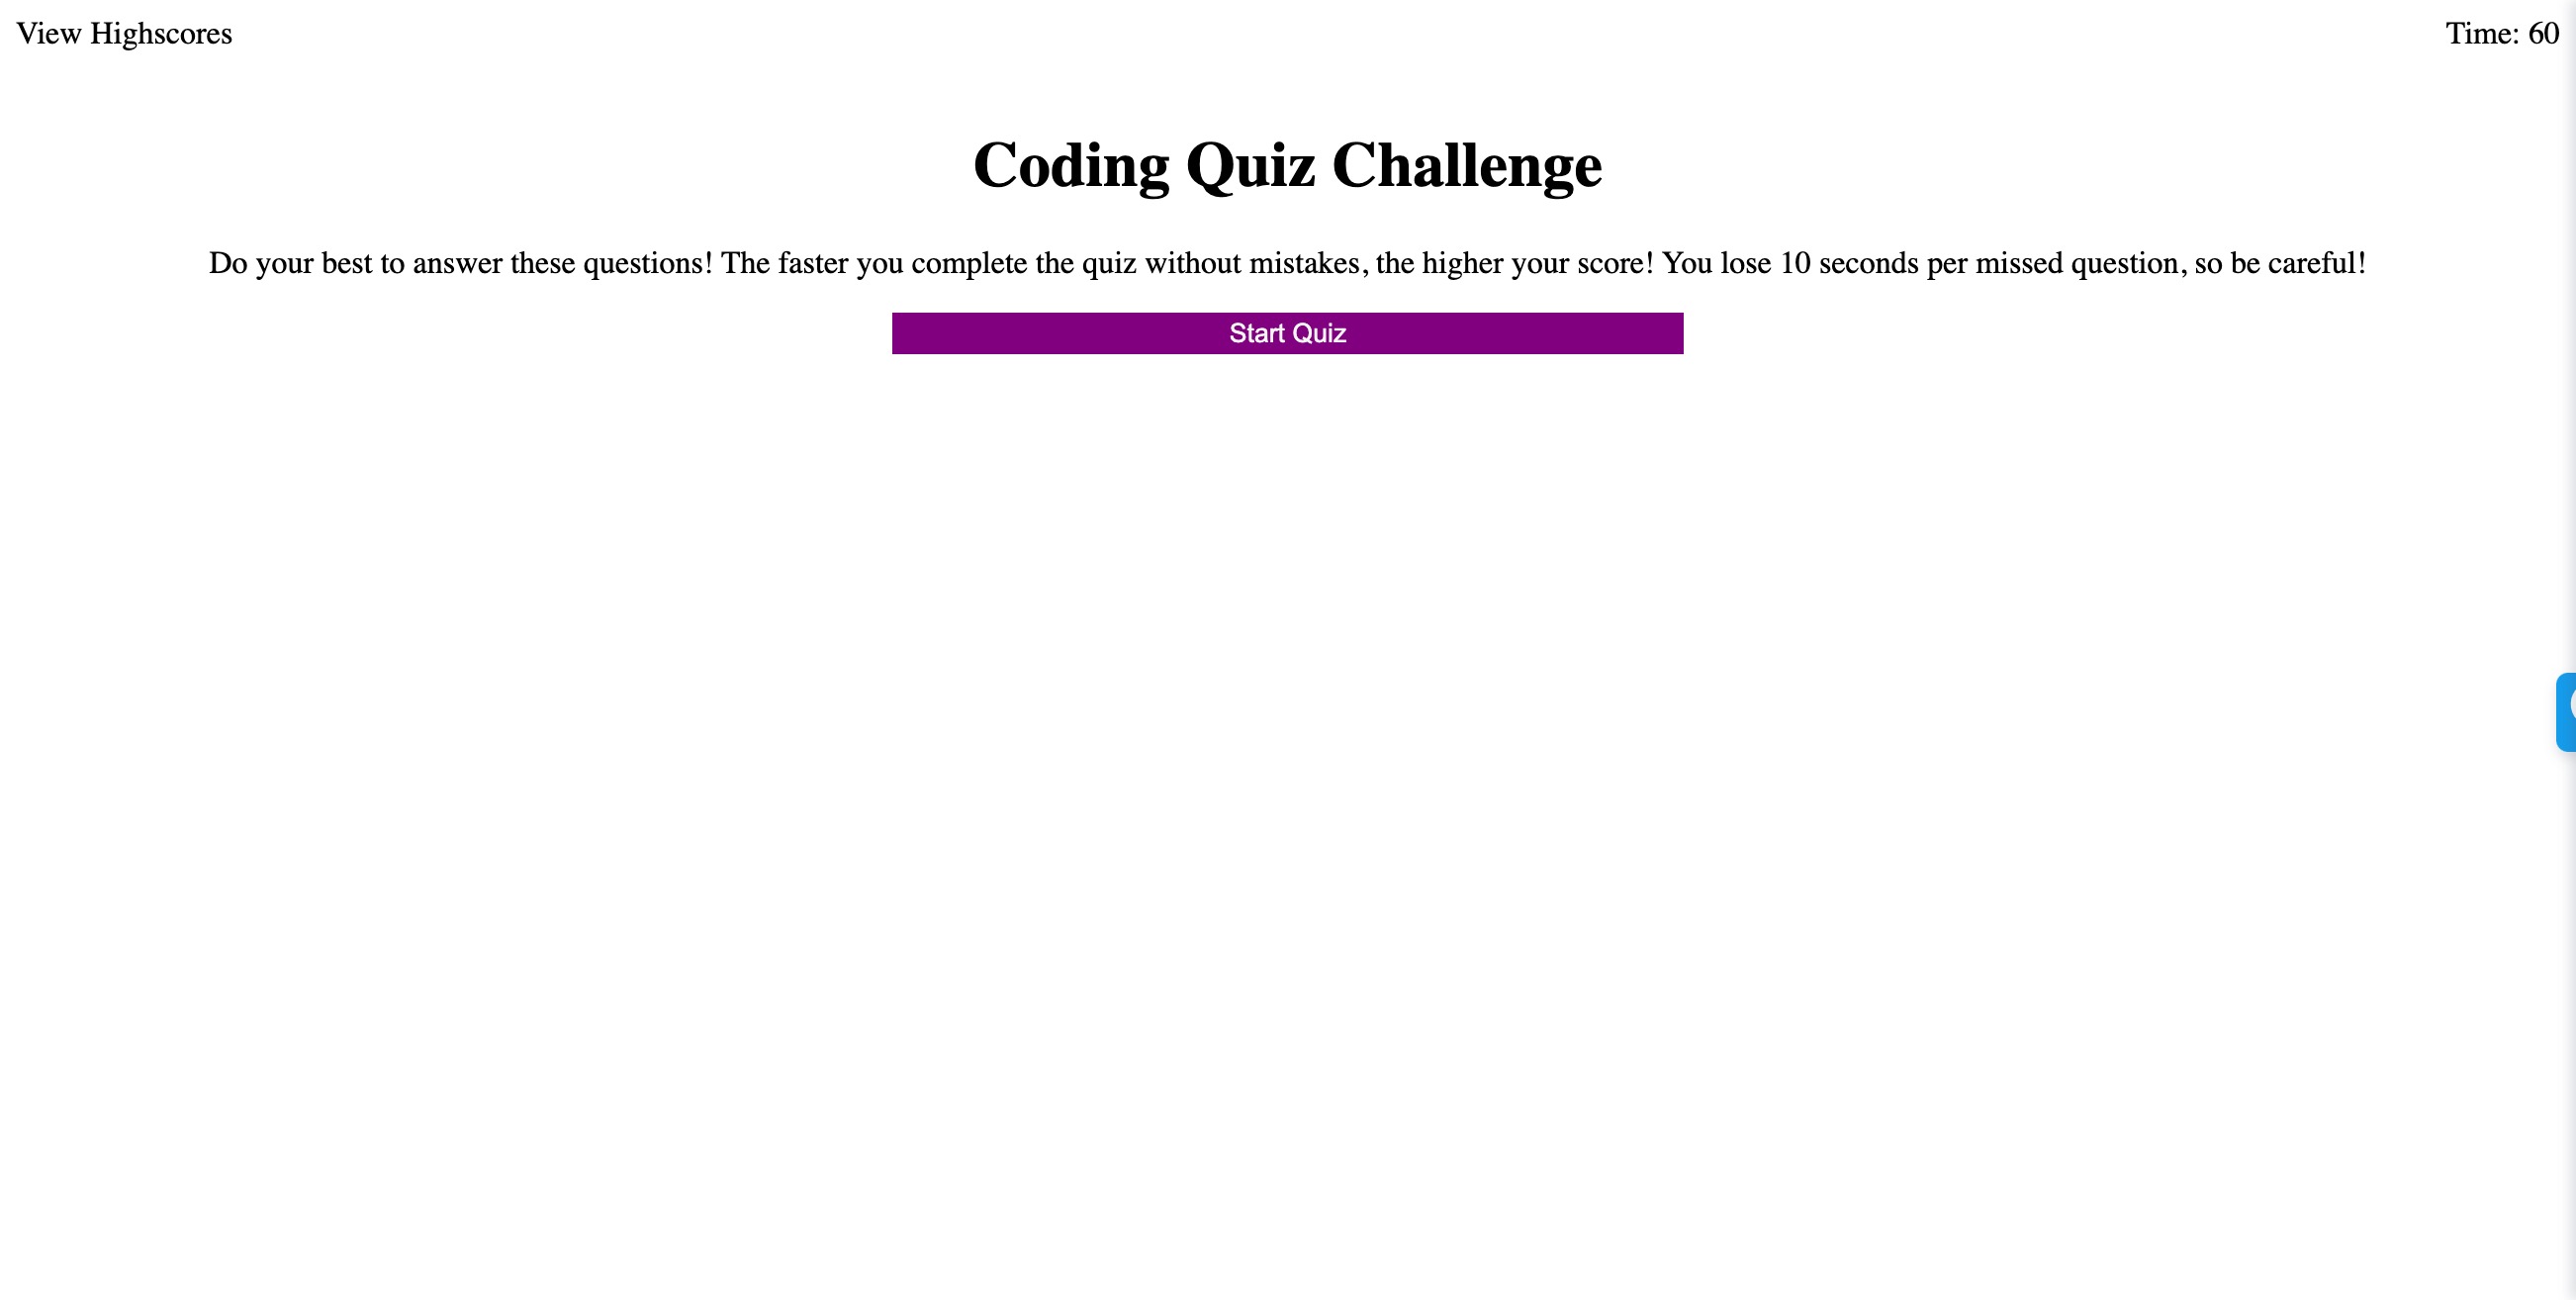 View Highscores
Time: 60
Coding Quiz Challenge
Do your best to answer these questions! The faster you complete the quiz without mistakes, the higher your score! You lose 10 seconds per missed question, so be careful!
Start Quiz